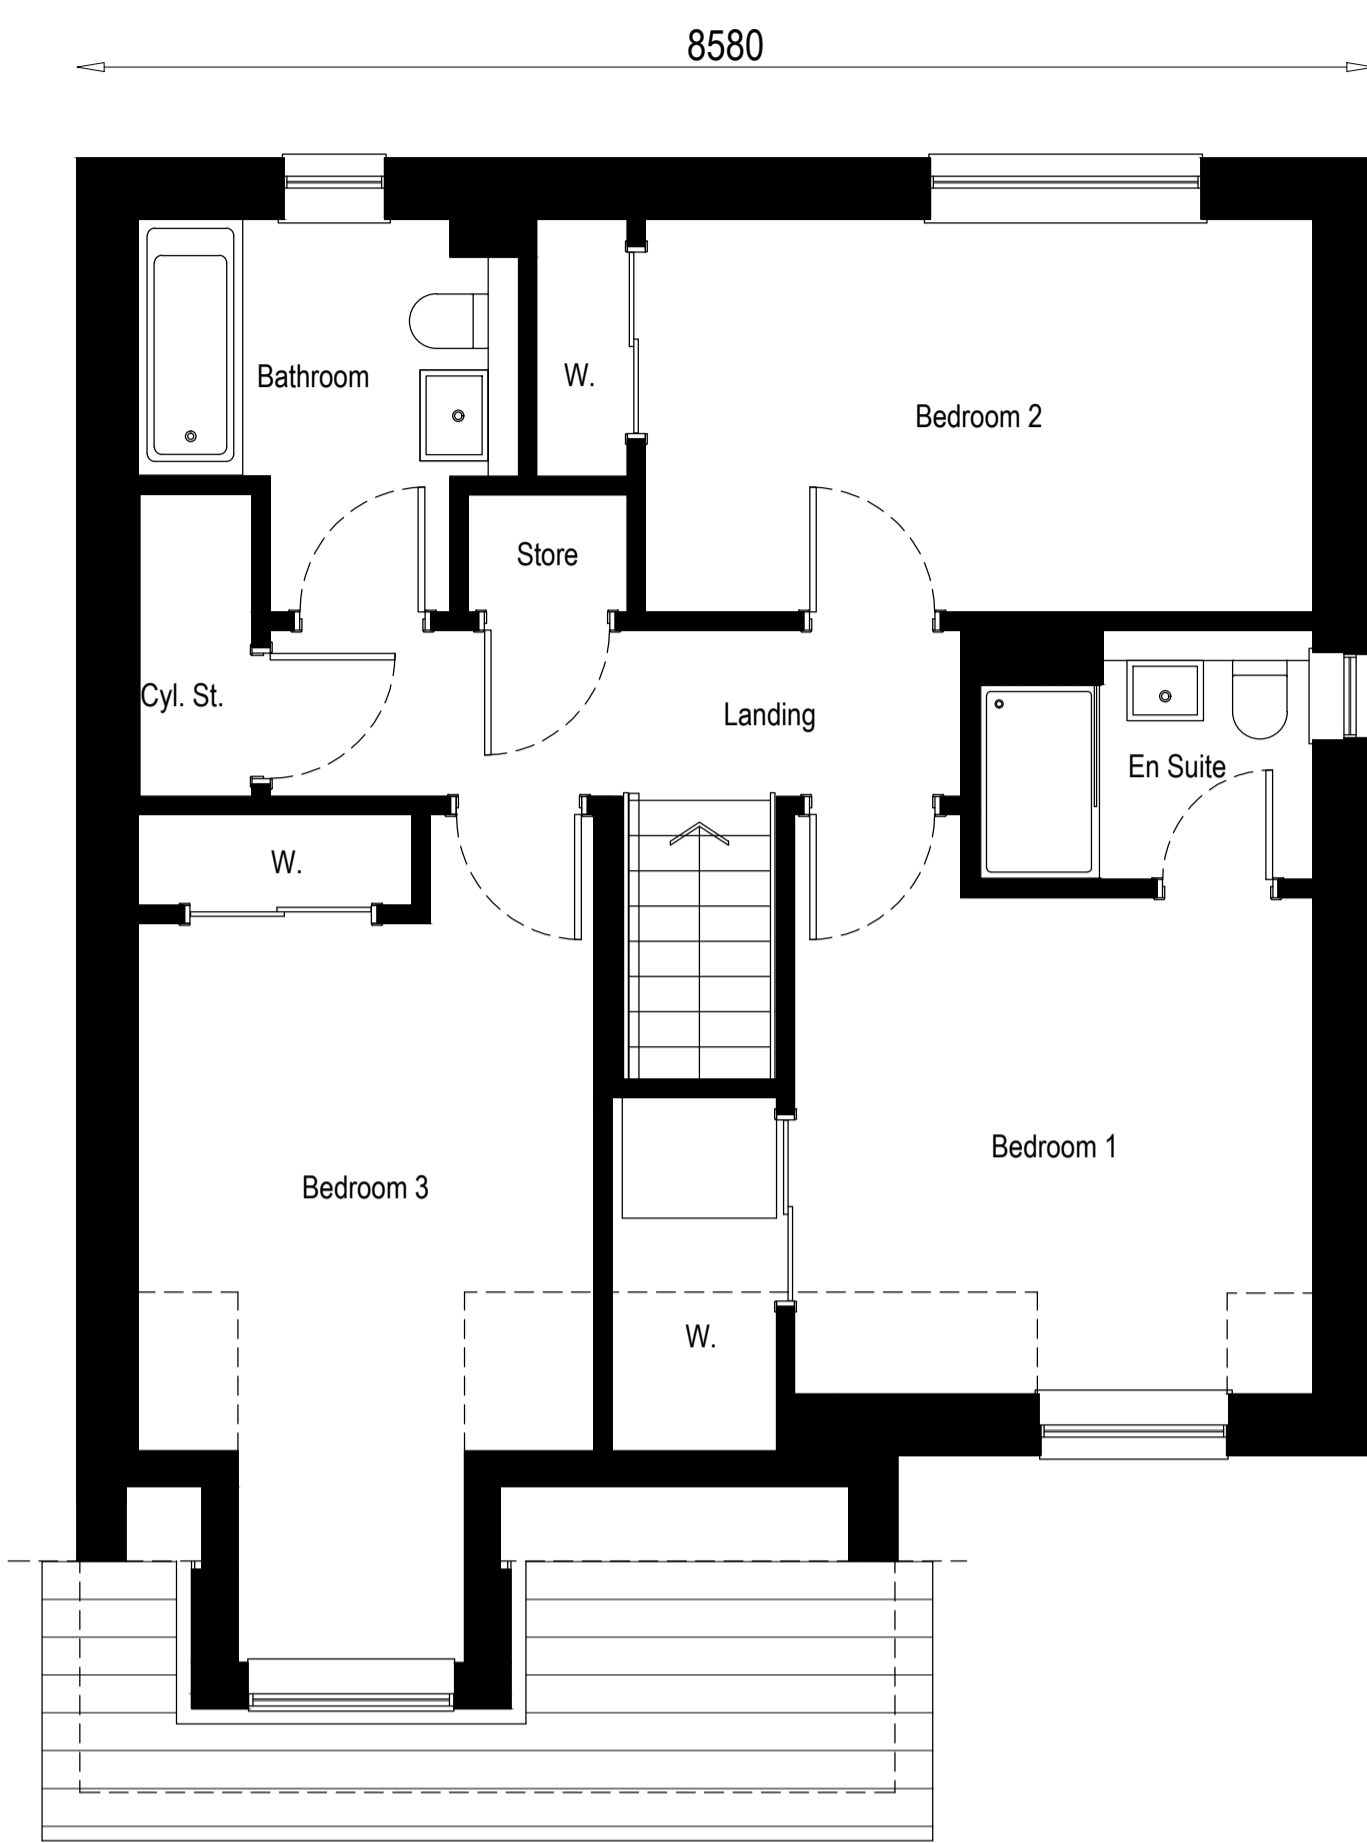 8580
Bathroom
W.
Bedroom 2
Store
Cyl. St.
Landing
En Suite
W.
Bedroom 1
Bedroom 3
W.